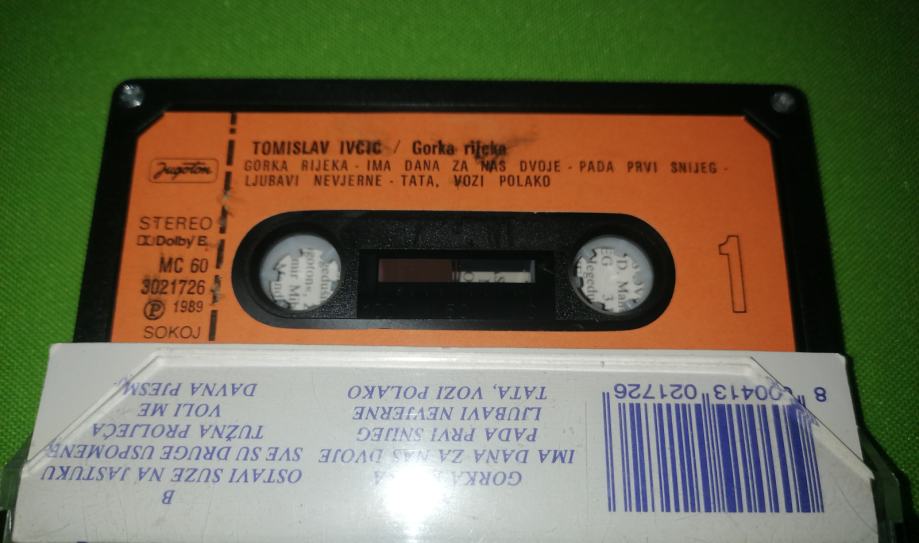 TOMISLAV IVČIĆ / Gorka rijeka
GORKA RIJEKA - IMA DANA ZA NAS DVOJE - PADA PRVI SNIJEG -
LJUBAVI NEVJERNE - TATA, VOZI POLAKO
Jugoton
STEREO
Dolby B
MC 60
3021726
Ⓟ 1989
SOKOJ
1
GORKA
IMA DANA ZA NAS DVOJE
PADA PRVI SNIJEG
LJUBAVI NEVJERNE
TATA, VOZI POLAKO
B
OSTAVI SUZE NA JASTUKU
SVE SU DRUGE USPOMENE
TUŽNA PROLJEĆA
VOLI ME
DAVNA PJESMA
021726